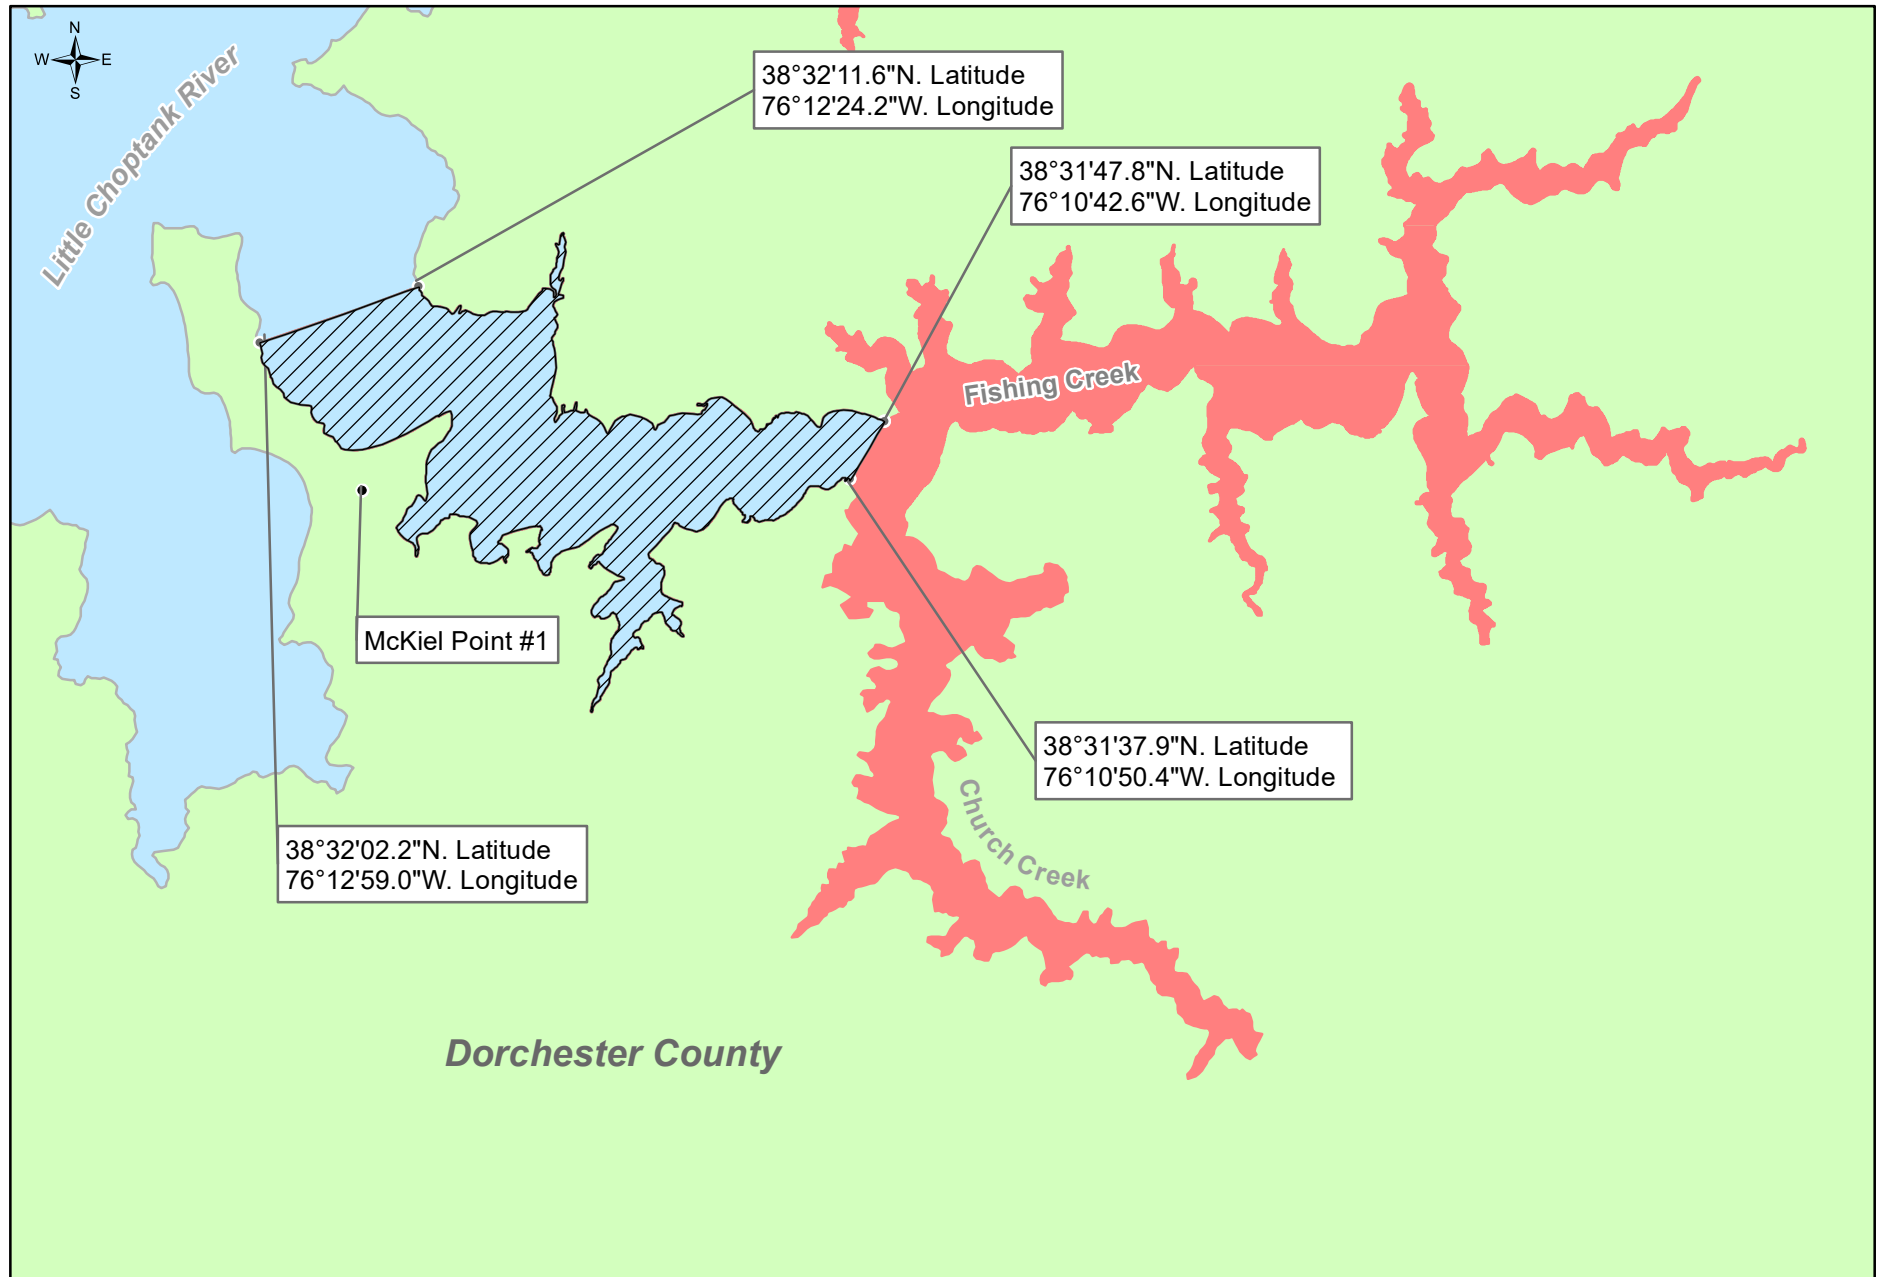 N
W E
S
Little Choptank River
38°32'11.6"N. Latitude
76°12'24.2"W. Longitude
38°31'47.8"N. Latitude
76°10'42.6"W. Longitude
Fishing Creek
McKiel Point #1
38°31'37.9"N. Latitude
76°10'50.4"W. Longitude
Church Creek
38°32'02.2"N. Latitude
76°12'59.0"W. Longitude
Dorchester County